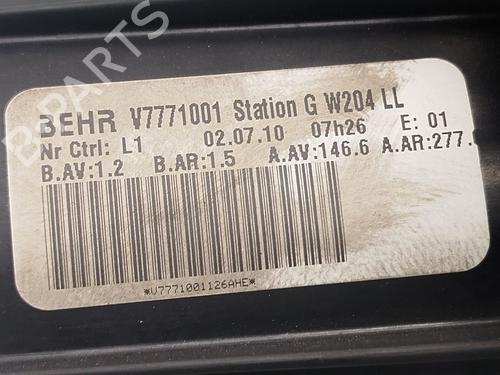 B-PARTS
BEHR V7771001 Station G W204 LL
Nr Ctrl: L1 02.07.10 07h26 E: 01
B.AV:1.2 B.AR:1.5 A.AV:146.6 A.AR:277.
*V7771001126AHE*